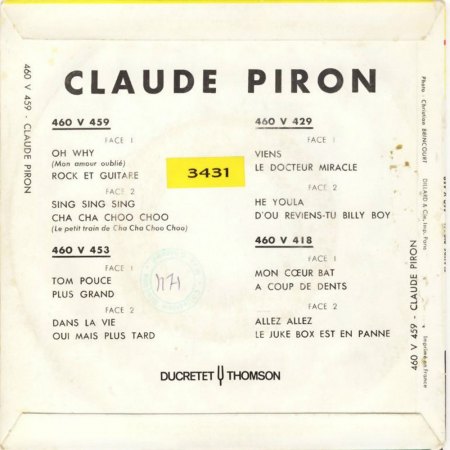 CLAUDE PIRON
460 V 459
FACE 1
OH WHY
(Mon amour oublié)
ROCK ET GUITARE
FACE 2
SING SING SING
CHA CHA CHOO CHOO
(Le petit train de Cha Cha Choo Choo)
460 V 453
FACE 1
TOM POUCE
PLUS GRAND
FACE 2
DANS LA VIE
OUI MAIS PLUS TARD
3431
460 V 429
FACE 1
VIENS
LE DOCTEUR MIRACLE
FACE 2
HE YOULA
D'OU REVIENS-TU BILLY BOY
460 V 418
FACE 1
MON CŒUR BAT
A COUP DE DENTS
FACE 2
ALLEZ ALLEZ
LE JUKE BOX EST EN PANNE
DUCRETET THOMSON
460 V 459 - CLAUDE PIRON
460 V 459 - CLAUDE PIRON
Imprimé en France